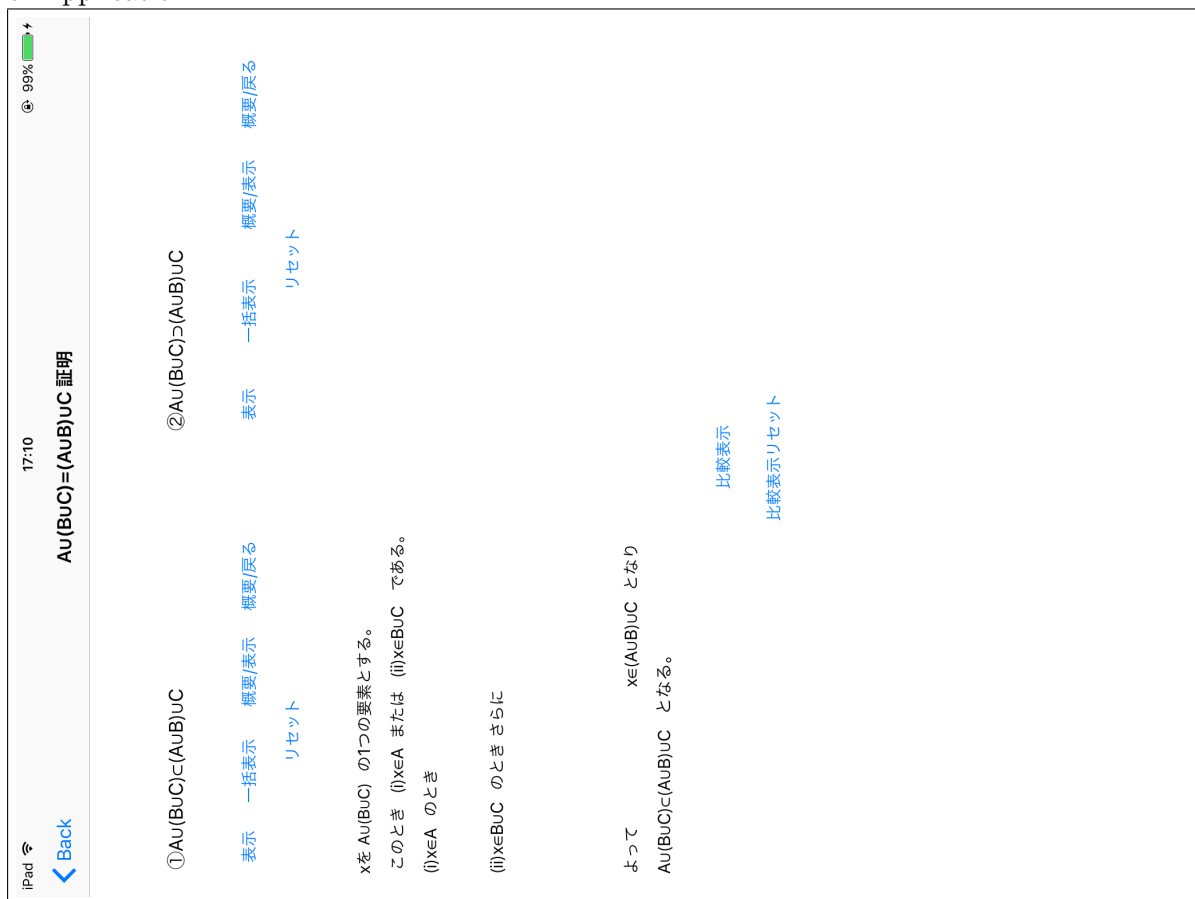 iPad 17:10 99%
Back A∪(B∪C)=(A∪B)∪C 証明
①A∪(B∪C)⊂(A∪B)∪C
表示 一括表示 概要/表示 概要/戻る
リセット
xを A∪(B∪C) の1つの要素とする。
このとき (i)x∈A または (ii)x∈B∪C である。
(i)x∈A のとき
(ii)x∈B∪C のとき さらに
よって x∈(A∪B)∪C となり
A∪(B∪C)⊂(A∪B)∪C となる。
②A∪(B∪C)⊃(A∪B)∪C
表示 一括表示 概要/表示 概要/戻る
リセット
比較表示
比較表示リセット